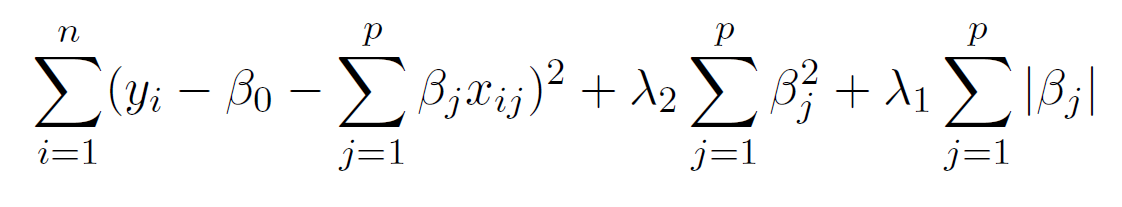 \sum_{i=1}^{n} (y_i - \beta_0 - \sum_{j=1}^{p} \beta_j x_{ij})^2 + \lambda_2 \sum_{j=1}^{p} \beta_j^2 + \lambda_1 \sum_{j=1}^{p} |\beta_j|